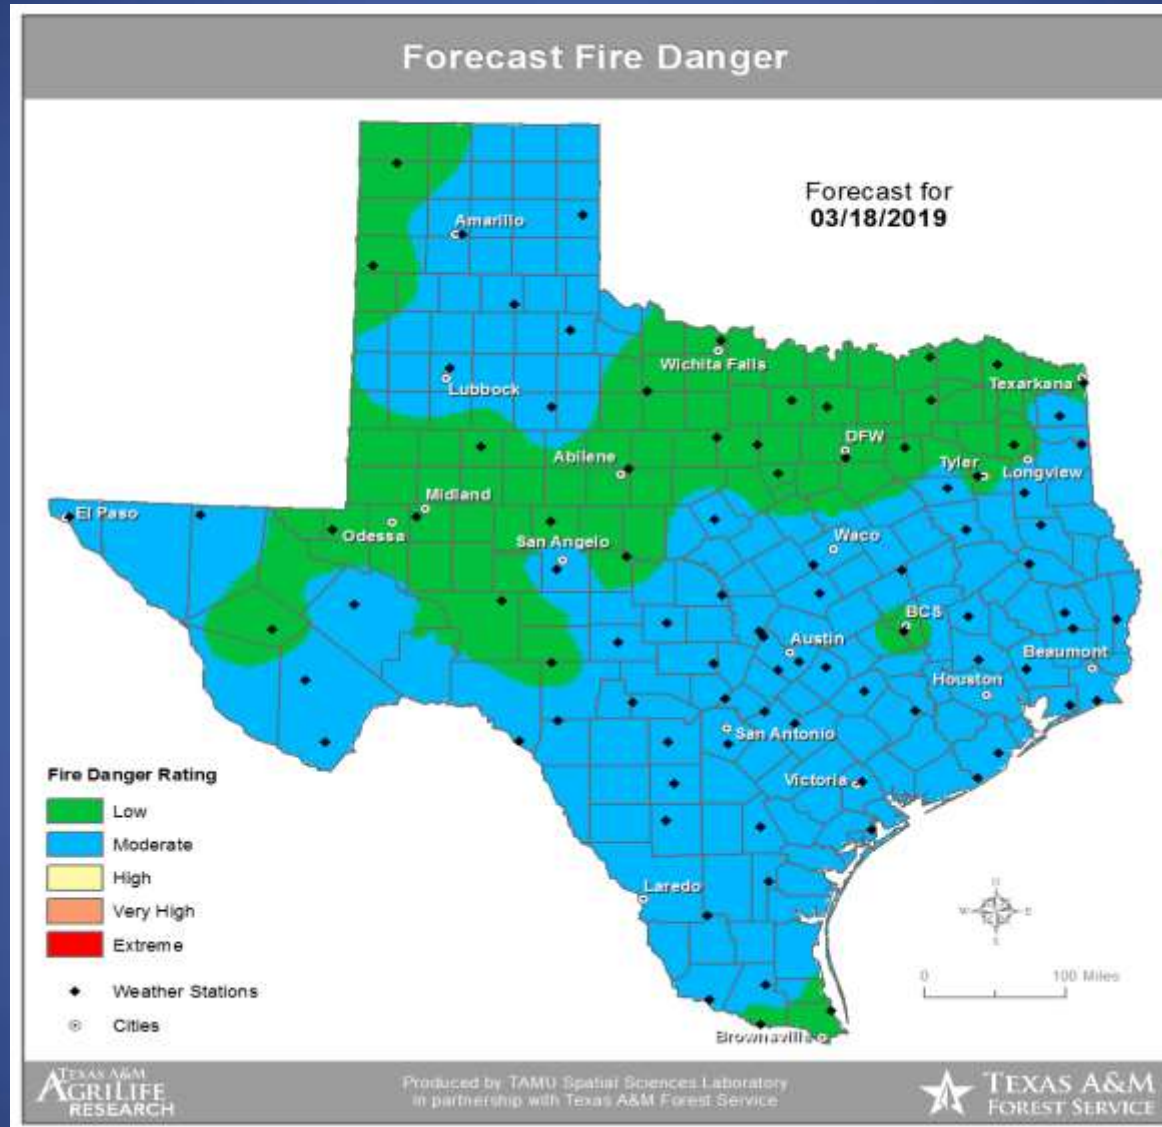 Forecast Fire Danger
Forecast for
03/18/2019
Amarillo
Wichita Falls
Texarkana
Lubbock
DFW
Abilene
Tyler
Longview
Midland
El Paso
Odessa
San Angelo
Waco
BCS
Austin
Beaumont
Houston
San Antonio
Victoria
Laredo
Brownsville
Fire Danger Rating
Low
Moderate
High
Very High
Extreme
Weather Stations
Cities
N
W E
S
0 100 Miles
TEXAS A&M
AGRILIFE
RESEARCH
Produced by TAMU Spatial Sciences Laboratory
in partnership with Texas A&M Forest Service
TEXAS A&M
FOREST SERVICE